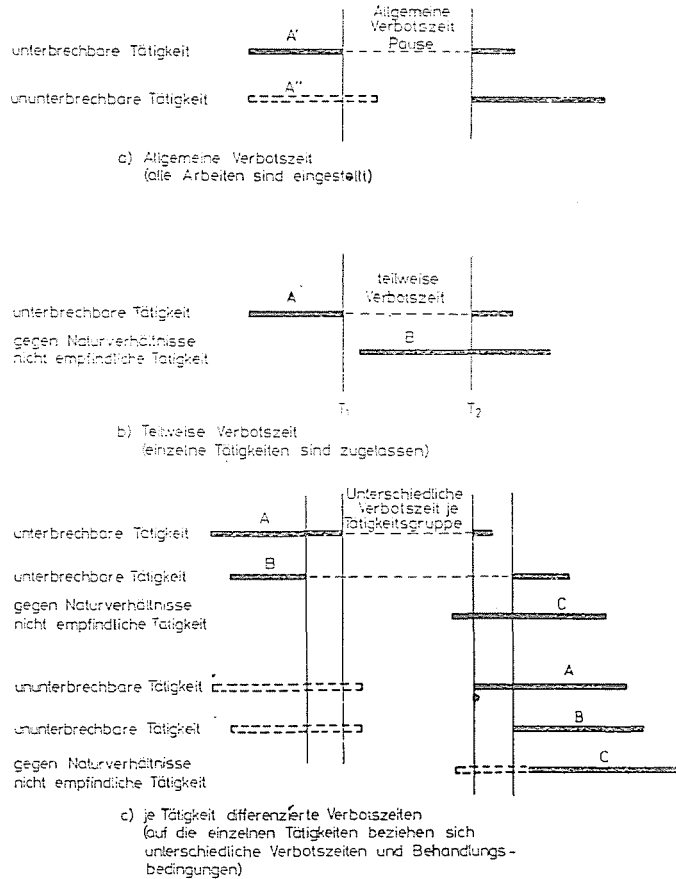 Allgemeine
Verbotszeit
Pause
A'
unterbrechbare Tätigkeit
A''
ununterbrechbare Tätigkeit
a) Allgemeine Verbotszeit
(alle Arbeiten sind eingestellt)
teilweise
Verbotszeit
A
unterbrechbare Tätigkeit
gegen Naturverhältnisse
nicht empfindliche Tätigkeit
B
T1
T2
b) Teilweise Verbotszeit
(einzelne Tätigkeiten sind zugelassen)
Unterschiedliche
Verbotszeit je
Tätigkeitsgruppe
A
unterbrechbare Tätigkeit
B
unterbrechbare Tätigkeit
gegen Naturverhältnisse
nicht empfindliche Tätigkeit
C
A
ununterbrechbare Tätigkeit
ununterbrechbare Tätigkeit
B
gegen Naturverhältnisse
nicht empfindliche Tätigkeit
C
c) je Tätigkeit differenzierte Verbotszeiten
(auf die einzelnen Tätigkeiten beziehen sich
unterschiedliche Verbotszeiten und Behandlungs-
bedingungen)